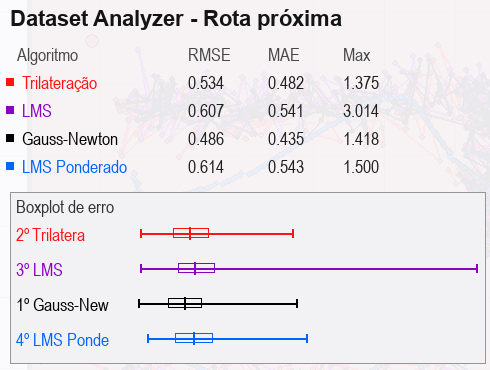 Dataset Analyzer - Rota próxima
Algoritmo RMSE MAE Max
Trilateração 0.534 0.482 1.375
LMS 0.607 0.541 3.014
Gauss-Newton 0.486 0.435 1.418
LMS Ponderado 0.614 0.543 1.500
Boxplot de erro
2º Trilatera
3º LMS
1º Gauss-New
4º LMS Ponde